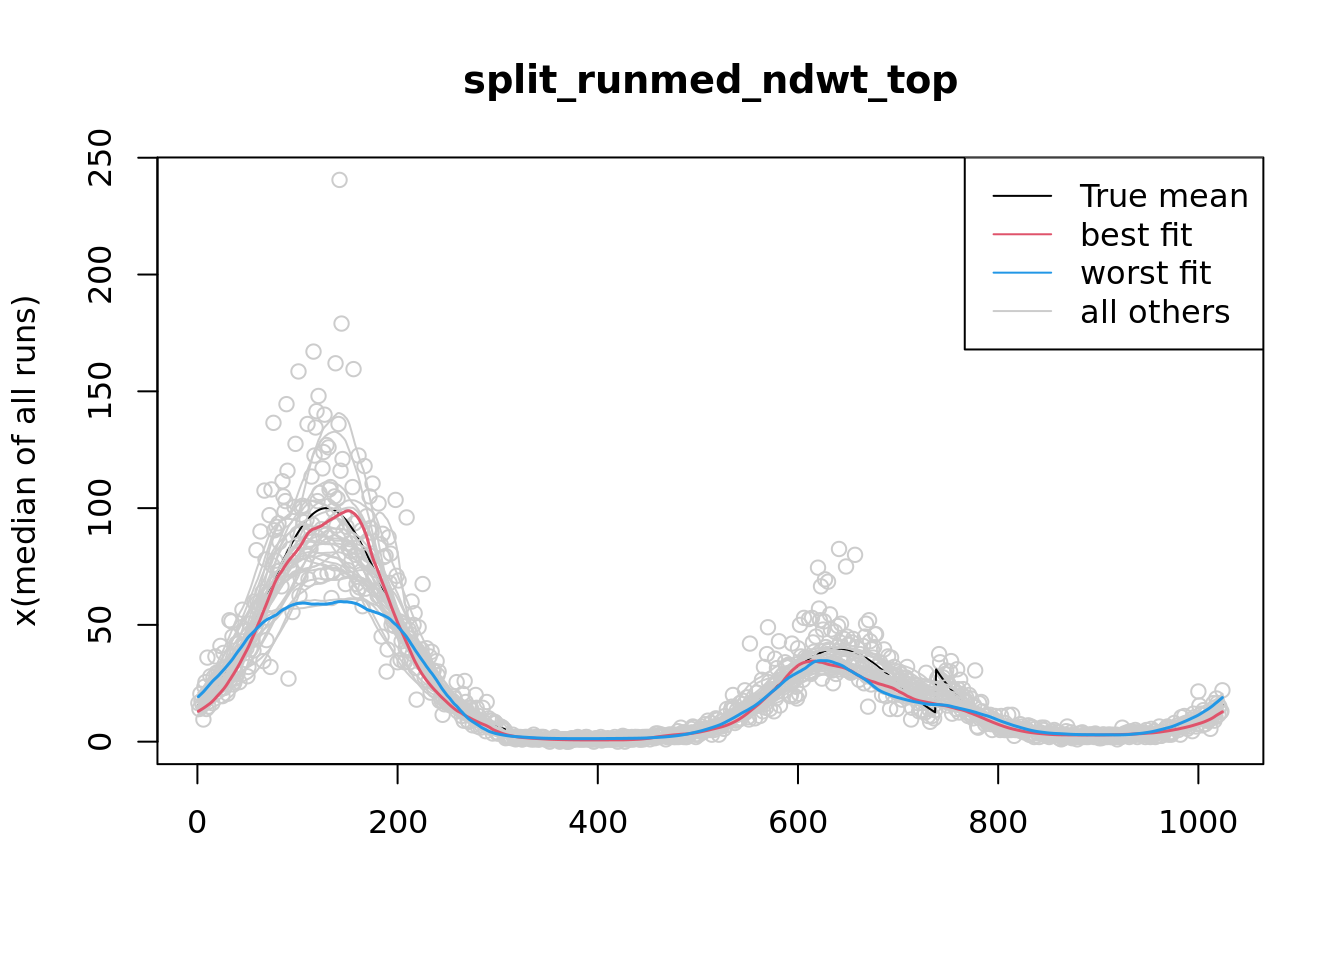 split_runmed_ndwt_top
x(median of all runs)
250
200
150
100
50
0
True mean
best fit
worst fit
all others
0 200 400 600 800 1000